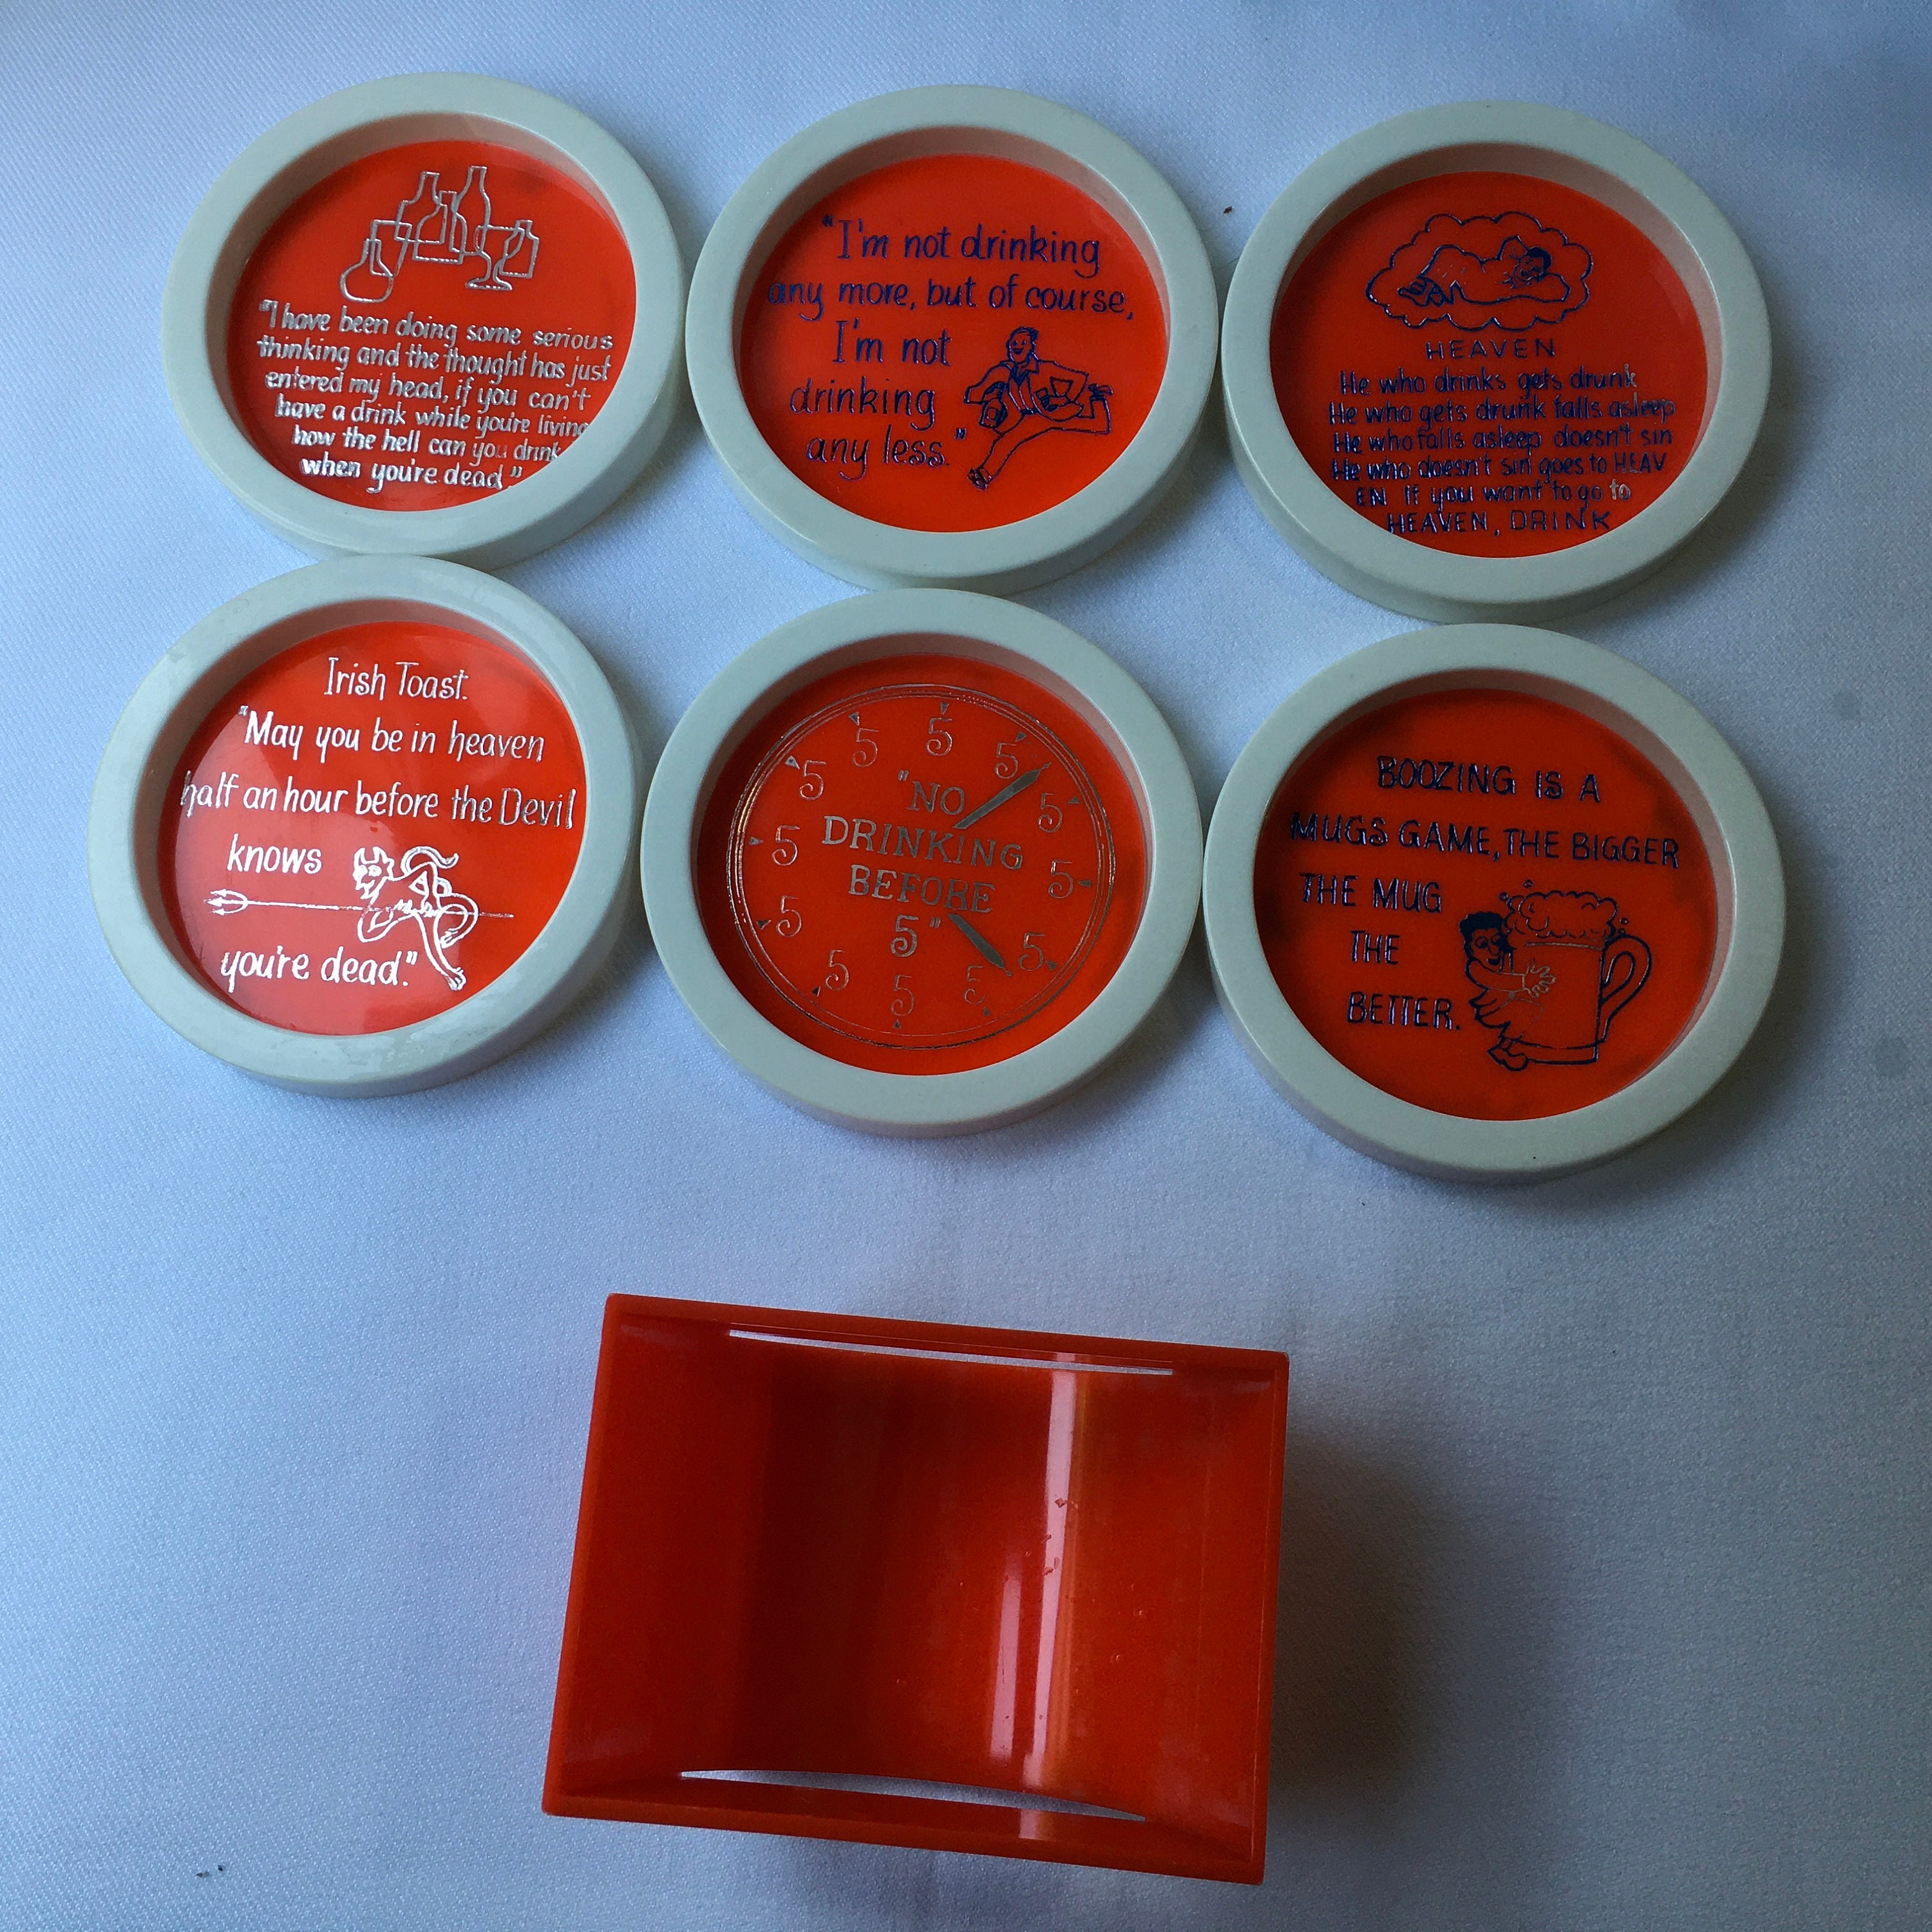 "I have been doing some serious
thinking and the thought has just
entered my head, if you can't
have a drink while you're living
how the hell can you drink
when you're dead."
"I'm not drinking
any more, but of course,
I'm not
drinking
any less."
HEAVEN
He who drinks gets drunk
He who gets drunk falls asleep
He who falls asleep doesn't sin
He who doesn't sin goes to HEAV
EN If you want to go to
HEAVEN, DRINK
Irish Toast.
"May you be in heaven
half an hour before the Devil
knows
you're dead."
5 5 5
5 5
5 5
5 5
5 5 5
"NO
DRINKING
BEFORE
5"
BOOZING IS A
MUGS GAME, THE BIGGER
THE MUG
THE
BETTER.